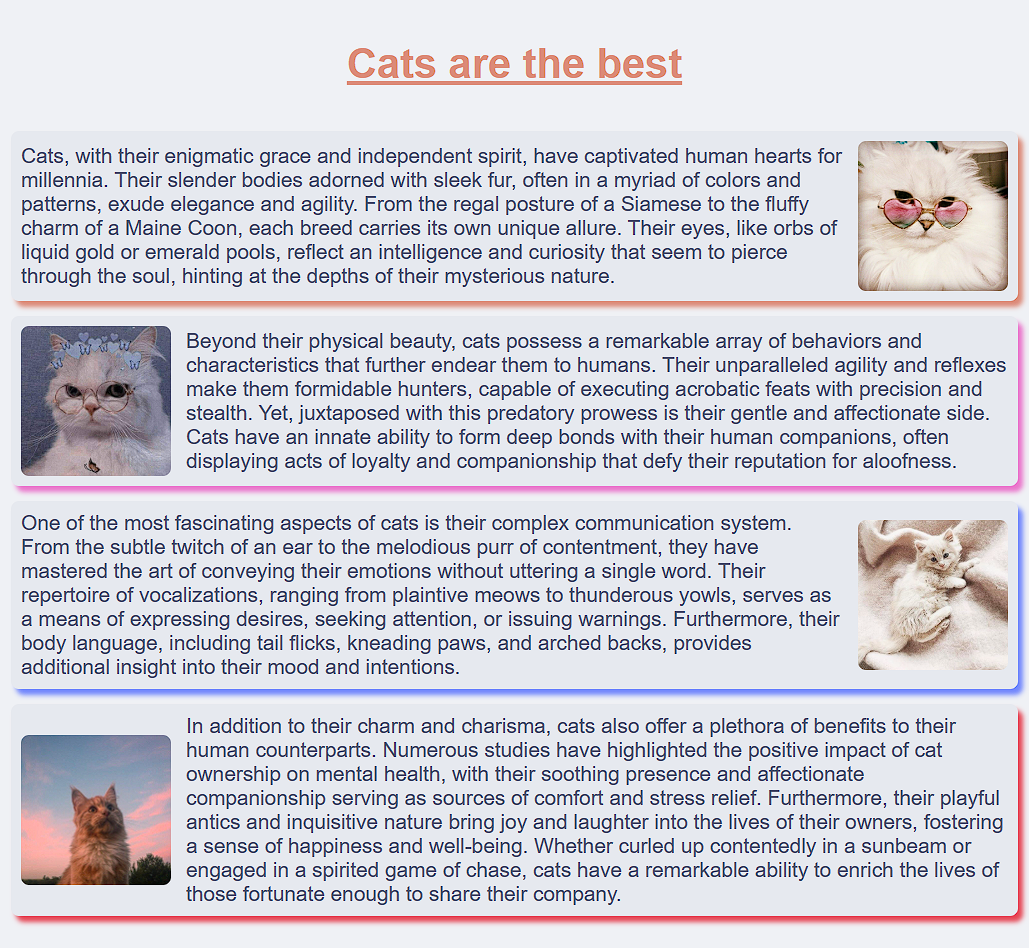 Cats are the best
Cats, with their enigmatic grace and independent spirit, have captivated human hearts for
millennia. Their slender bodies adorned with sleek fur, often in a myriad of colors and
patterns, exude elegance and agility. From the regal posture of a Siamese to the fluffy
charm of a Maine Coon, each breed carries its own unique allure. Their eyes, like orbs of
liquid gold or emerald pools, reflect an intelligence and curiosity that seem to pierce
through the soul, hinting at the depths of their mysterious nature.
Beyond their physical beauty, cats possess a remarkable array of behaviors and
characteristics that further endear them to humans. Their unparalleled agility and reflexes
make them formidable hunters, capable of executing acrobatic feats with precision and
stealth. Yet, juxtaposed with this predatory prowess is their gentle and affectionate side.
Cats have an innate ability to form deep bonds with their human companions, often
displaying acts of loyalty and companionship that defy their reputation for aloofness.
One of the most fascinating aspects of cats is their complex communication system.
From the subtle twitch of an ear to the melodious purr of contentment, they have
mastered the art of conveying their emotions without uttering a single word. Their
repertoire of vocalizations, ranging from plaintive meows to thunderous yowls, serves as
a means of expressing desires, seeking attention, or issuing warnings. Furthermore, their
body language, including tail flicks, kneading paws, and arched backs, provides
additional insight into their mood and intentions.
In addition to their charm and charisma, cats also offer a plethora of benefits to their
human counterparts. Numerous studies have highlighted the positive impact of cat
ownership on mental health, with their soothing presence and affectionate
companionship serving as sources of comfort and stress relief. Furthermore, their playful
antics and inquisitive nature bring joy and laughter into the lives of their owners, fostering
a sense of happiness and well-being. Whether curled up contentedly in a sunbeam or
engaged in a spirited game of chase, cats have a remarkable ability to enrich the lives of
those fortunate enough to share their company.